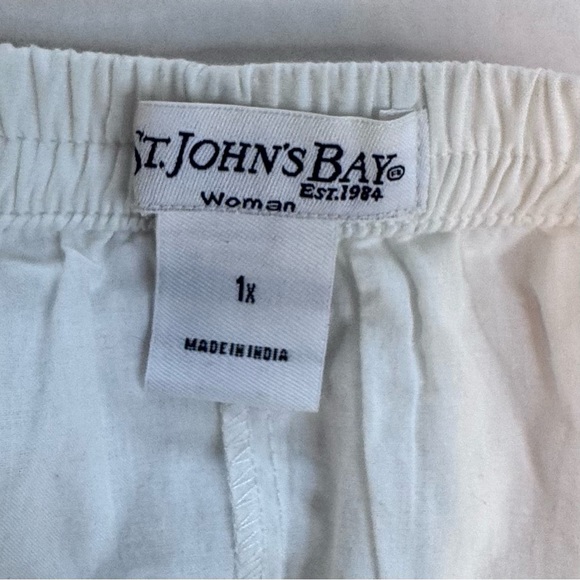 ST. JOHN'S BAY®
EST. 1984
Woman
1X
MADE IN INDIA